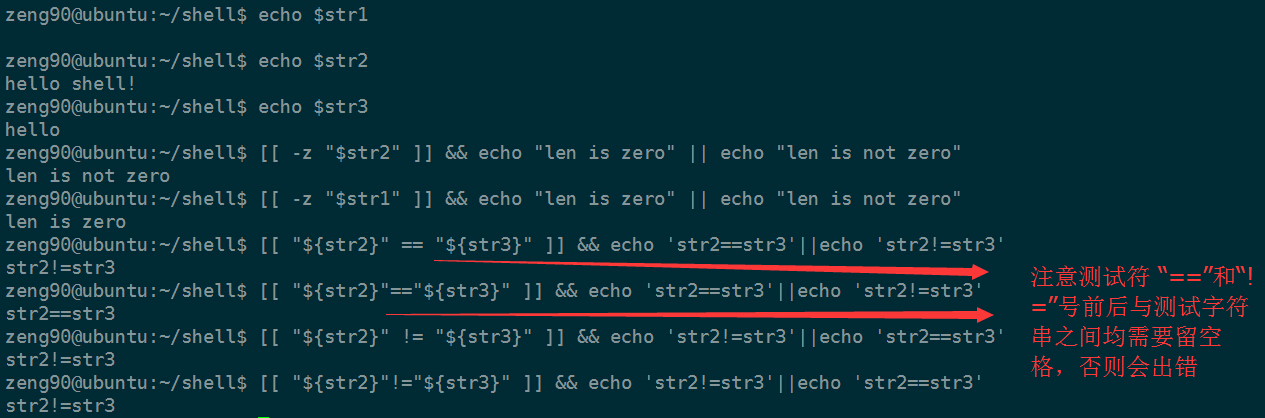 zeng90@ubuntu:~/shell$ echo $str1
zeng90@ubuntu:~/shell$ echo $str2
hello shell!
zeng90@ubuntu:~/shell$ echo $str3
hello
zeng90@ubuntu:~/shell$ [[ -z "$str2" ]] && echo "len is zero" || echo "len is not zero"
len is not zero
zeng90@ubuntu:~/shell$ [[ -z "$str1" ]] && echo "len is zero" || echo "len is not zero"
len is zero
zeng90@ubuntu:~/shell$ [[ "${str2}" == "${str3}" ]] && echo 'str2==str3'||echo 'str2!=str3'
str2!=str3
zeng90@ubuntu:~/shell$ [[ "${str2}"=="${str3}" ]] && echo 'str2==str3'||echo 'str2!=str3'
str2==str3
zeng90@ubuntu:~/shell$ [[ "${str2}" != "${str3}" ]] && echo 'str2!=str3'||echo 'str2==str3'
str2!=str3
zeng90@ubuntu:~/shell$ [[ "${str2}"!="${str3}" ]] && echo 'str2!=str3'||echo 'str2==str3'
str2!=str3
注意测试符“==”和“!
=”号前后与测试字符
串之间均需要留空
格，否则会出错